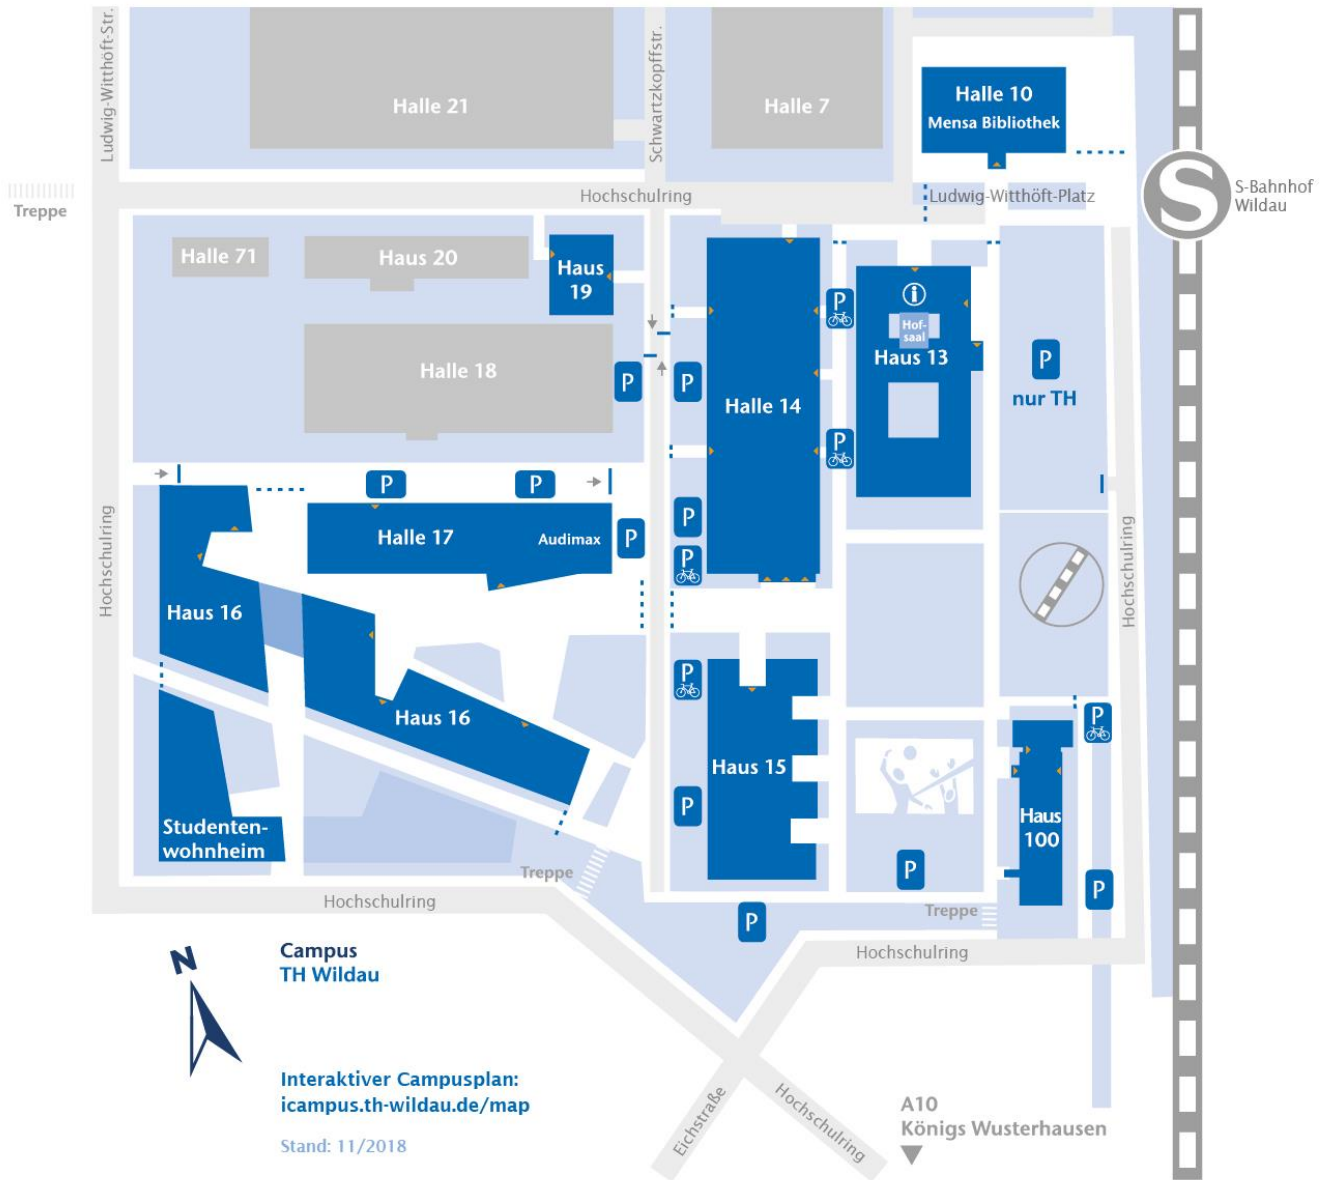 Ludwig-Witthöft-Str.
Schwartzkopffstr.
Halle 21
Halle 7
Halle 10
Mensa Bibliothek
Treppe
Hochschulring
Ludwig-Witthöft-Platz
S
S-Bahnhof
Wildau
Halle 71
Haus 20
Haus
19
P
i
Hof-
saal
Haus 13
Halle 18
P
P
Halle 14
P
nur TH
P
P
P
Halle 17
Audimax
P
P
P
Hochschulring
Hochschulring
Haus 16
Haus 16
P
Haus 15
P
P
Haus
100
Studenten-
wohnheim
P
P
Treppe
Hochschulring
P
Treppe
Hochschulring
N
Campus
TH Wildau
Interaktiver Campusplan:
icampus.th-wildau.de/map
Stand: 11/2018
Eichstraße
Hochschulring
A10
Königs Wusterhausen